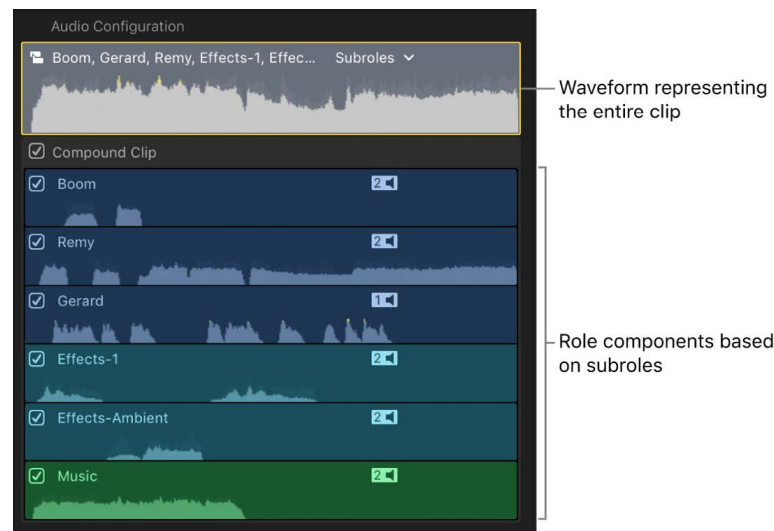 Audio Configuration
Boom, Gerard, Remy, Effects-1, Effec... Subroles
Waveform representing
the entire clip
Compound Clip
Boom 2
Remy 2
Gerard 1
Effects-1 2
Effects-Ambient 2
Music 2
Role components based
on subroles